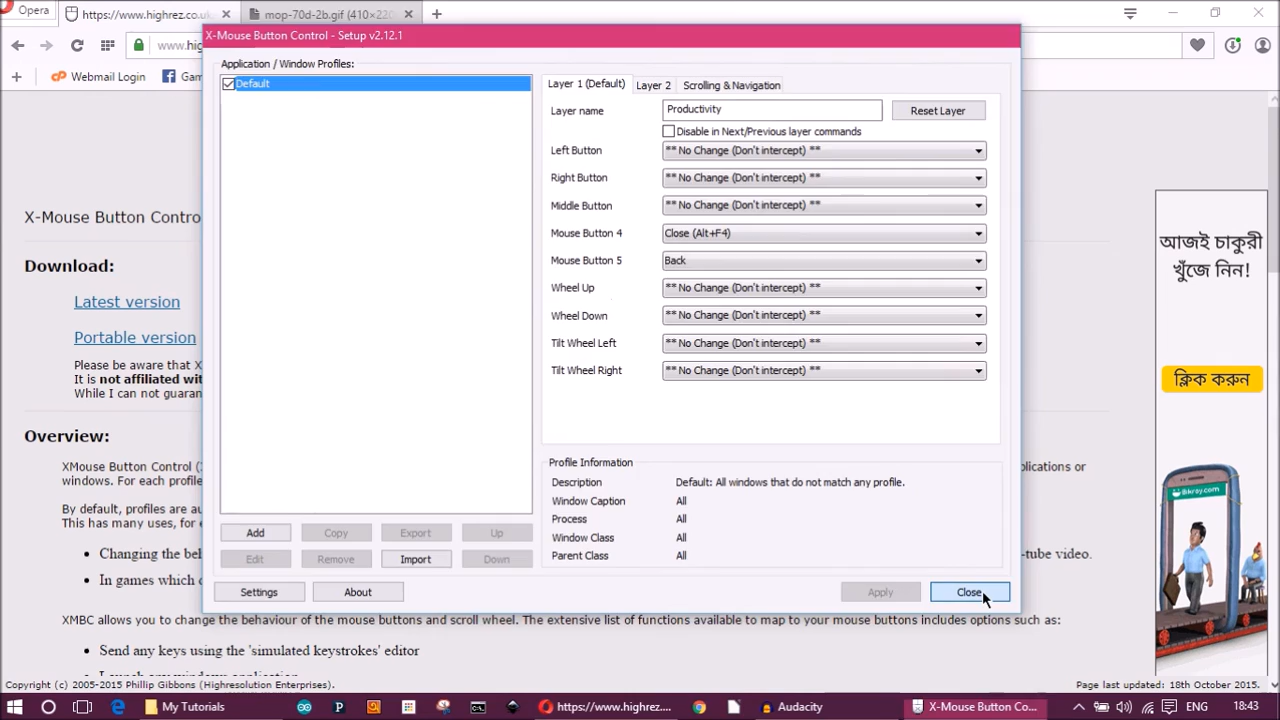 Opera
https://www.highrez.co.uk
mop-70d-2b.gif (410×220
www.hig
Webmail Login
Gam
X-Mouse Button Control - Setup v2.12.1
Application / Window Profiles:
Default
Layer 1 (Default)
Layer 2
Scrolling & Navigation
Layer name
Productivity
Reset Layer
Disable in Next/Previous layer commands
Left Button
** No Change (Don't intercept) **
Right Button
** No Change (Don't intercept) **
Middle Button
** No Change (Don't intercept) **
Mouse Button 4
Close (Alt+F4)
Mouse Button 5
Back
Wheel Up
** No Change (Don't intercept) **
Wheel Down
** No Change (Don't intercept) **
Tilt Wheel Left
** No Change (Don't intercept) **
Tilt Wheel Right
** No Change (Don't intercept) **
Profile Information
Description
Default: All windows that do not match any profile.
Window Caption
All
Process
All
Window Class
All
Parent Class
All
Add
Copy
Export
Up
Edit
Remove
Import
Down
Settings
About
Apply
Close
X-Mouse Button Contro
Download:
Latest version
Portable version
Please be aware that X
It is not affiliated wit
While I can not guaran
Overview:
XMouse Button Control (X
plications or
windows. For each profile
By default, profiles are au
This has many uses, for e
Changing the beh
-tube video.
In games which d
XMBC allows you to change the behaviour of the mouse buttons and scroll wheel. The extensive list of functions available to map to your mouse buttons includes options such as:
Send any keys using the 'simulated keystrokes' editor
Launch any windows application
আজই চাকুরী
খুঁজে নিন!
ক্লিক করুন
Bikroy.com
Copyright (c) 2005-2015 Phillip Gibbons (Highresolution Enterprises).
Page last updated: 18th October 2015.
My Tutorials
https://www.highrez....
Audacity
X-Mouse Button Co...
ENG
18:43